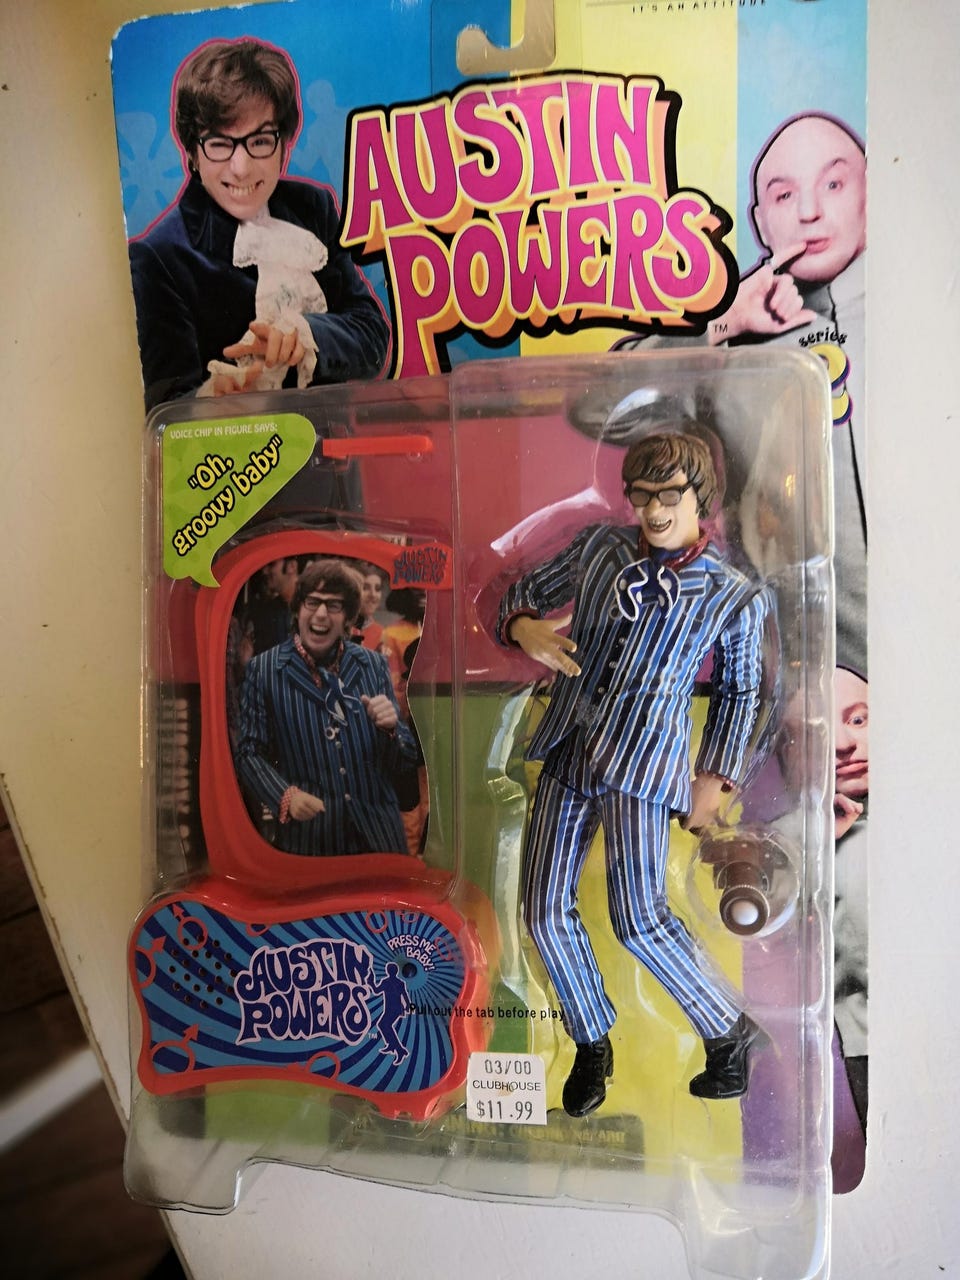 IT'S AN ATTITUDE
AUSTIN
POWERS
TM
series
2
VOICE CHIP IN FIGURE SAYS:
"Oh,
groovy baby"
AUSTIN
POWERS
PRESS ME
BABY!
AUSTIN
POWERS
TM
Pull out the tab before play
03/00
CLUBHOUSE
$11.99